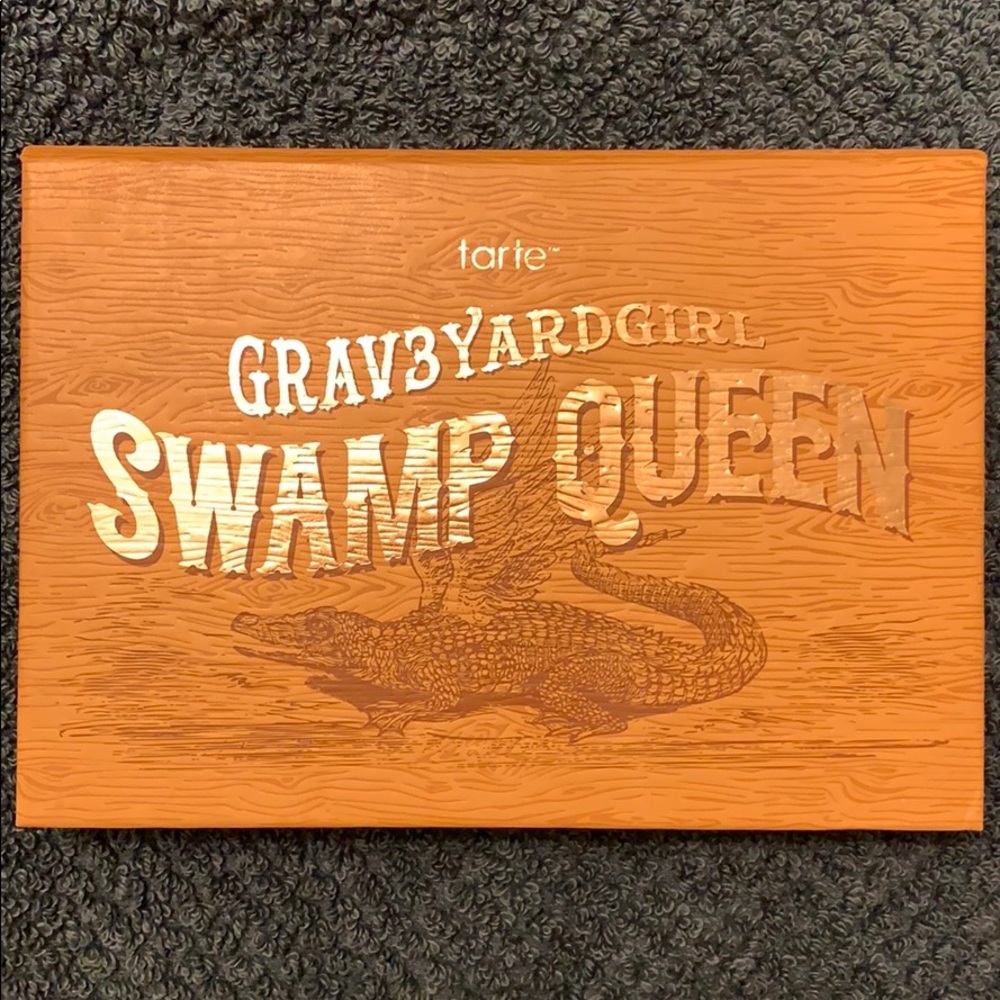 tarte™
GRAV3YARDGIRL
SWAMP QUEEN